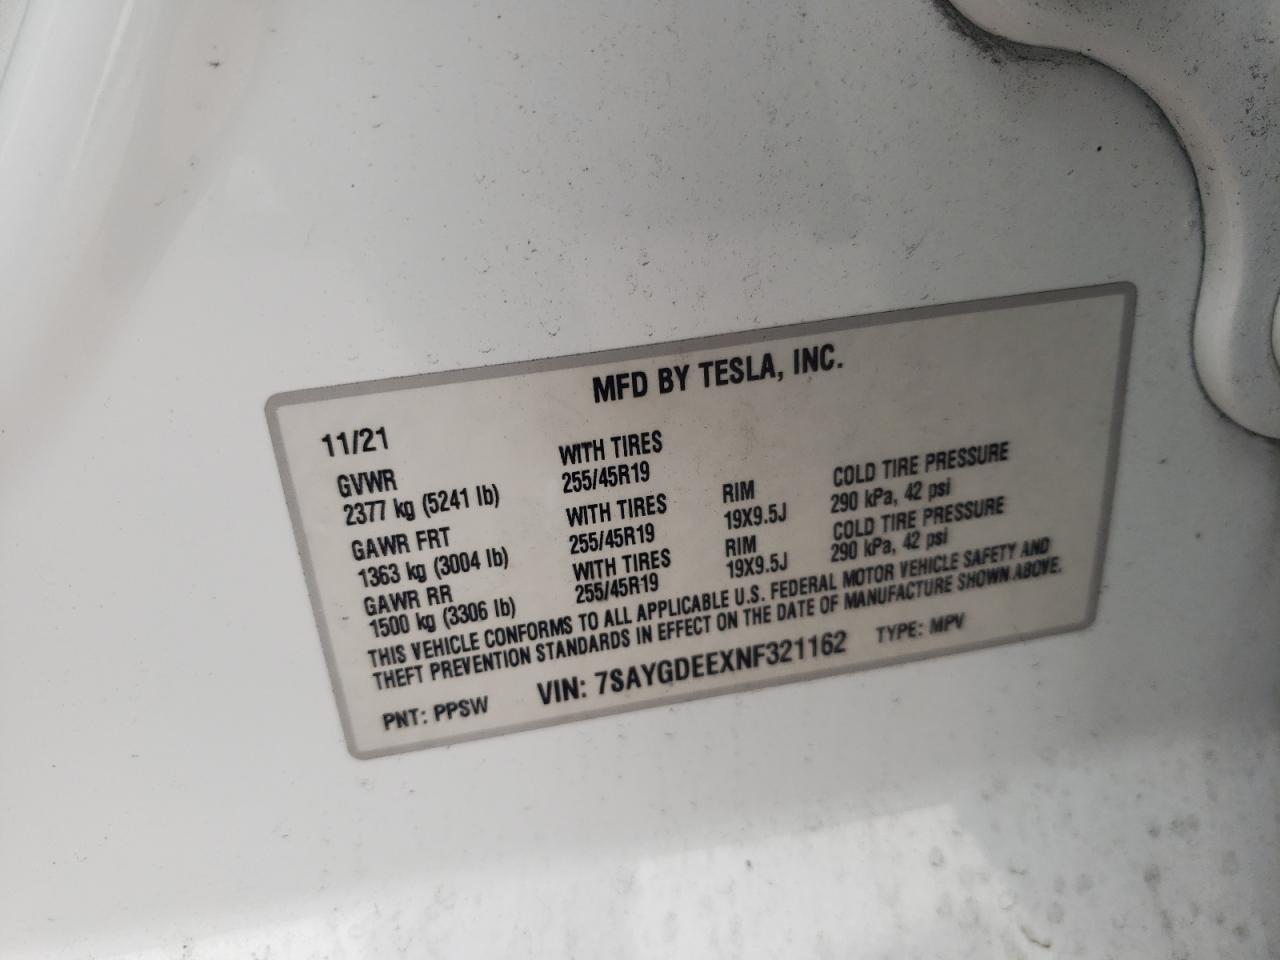 MFD BY TESLA, INC.
11/21
GVWR WITH TIRES
2377 kg (5241 lb) 255/45R19
GAWR FRT WITH TIRES RIM COLD TIRE PRESSURE
1363 kg (3004 lb) 255/45R19 19X9.5J 290 kPa, 42 psi
GAWR RR WITH TIRES RIM COLD TIRE PRESSURE
1500 kg (3306 lb) 255/45R19 19X9.5J 290 kPa, 42 psi
THIS VEHICLE CONFORMS TO ALL APPLICABLE U.S. FEDERAL MOTOR VEHICLE SAFETY AND
THEFT PREVENTION STANDARDS IN EFFECT ON THE DATE OF MANUFACTURE SHOWN ABOVE.
PNT: PPSW VIN: 7SAYGDEEXNF321162 TYPE: MPV